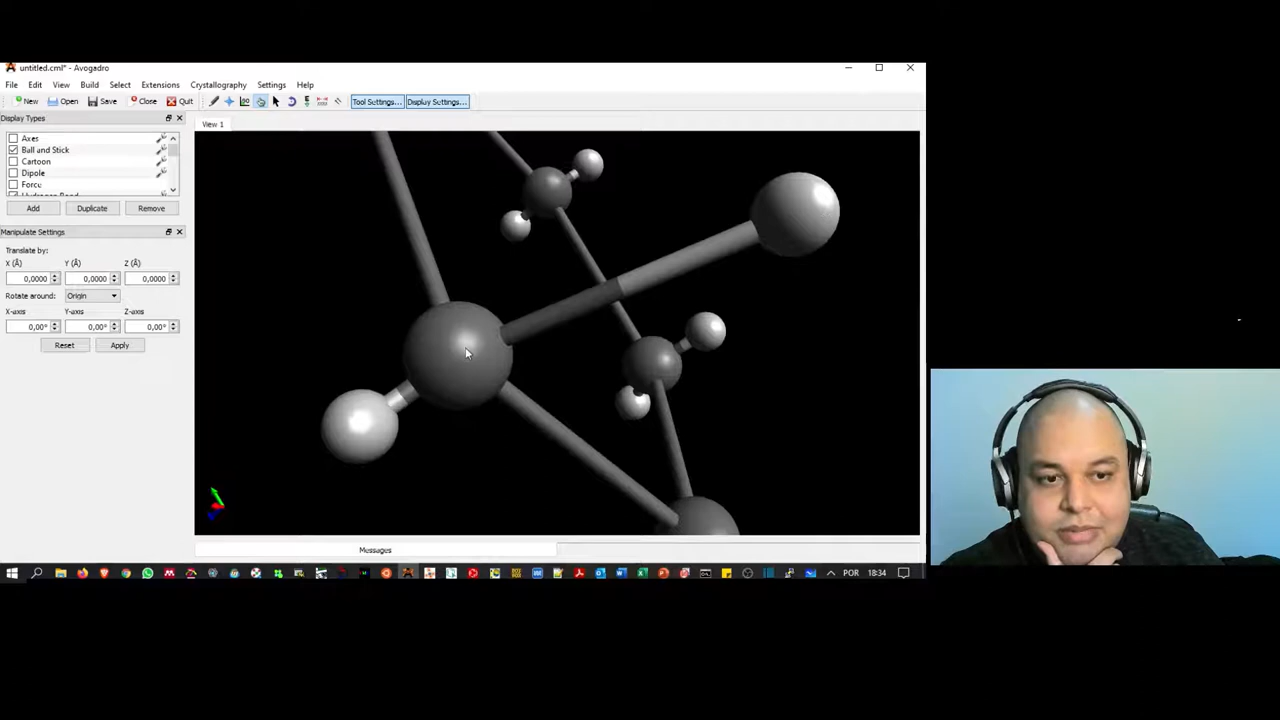 untitled.cml* - Avogadro
File Edit View Build Select Extensions Crystallography Settings Help
New Open Save Close Quit Tool Settings... Display Settings...
Display Types
View 1
Axes
Ball and Stick
Cartoon
Dipole
Force
Hydrogen Bond
Add Duplicate Remove
Manipulate Settings
Translate by:
X (Å) Y (Å) Z (Å)
0,0000 0,0000 0,0000
Rotate around: Origin
X-axis Y-axis Z-axis
0,00° 0,00° 0,00°
Reset Apply
Messages
POR 18:34